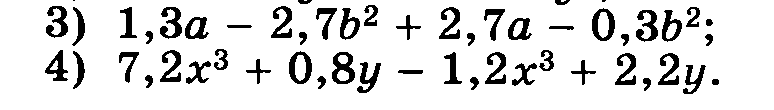 3) 1,3a − 2,7b² + 2,7a − 0,3b²;
4) 7,2x³ + 0,8y − 1,2x³ + 2,2y.